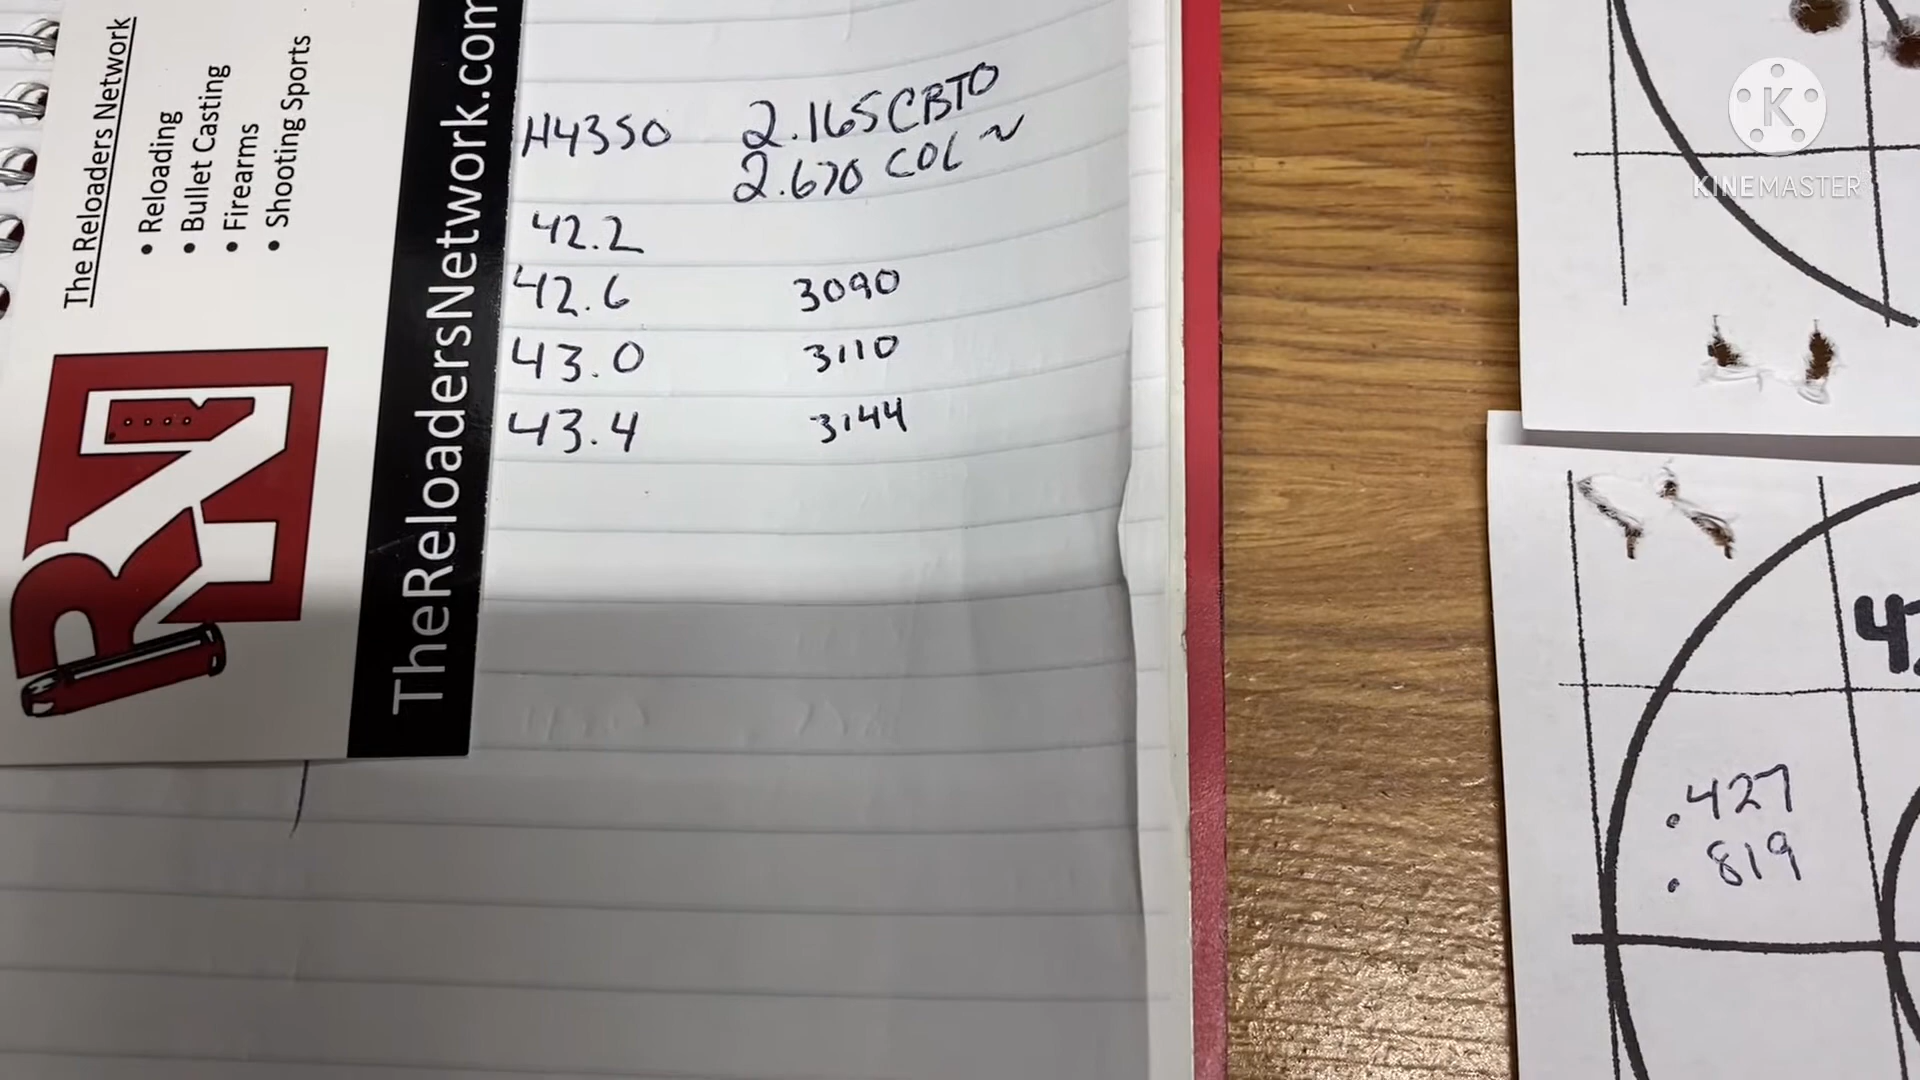 The Reloaders Network
• Reloading
• Bullet Casting
• Firearms
• Shooting Sports
TheReloadersNetwork.com
RN
H4350 2.165 CBTO
2.670 COL ~
42.2
42.6 3090
43.0 3110
43.4 3144
K
KINEMASTER
.427
.819